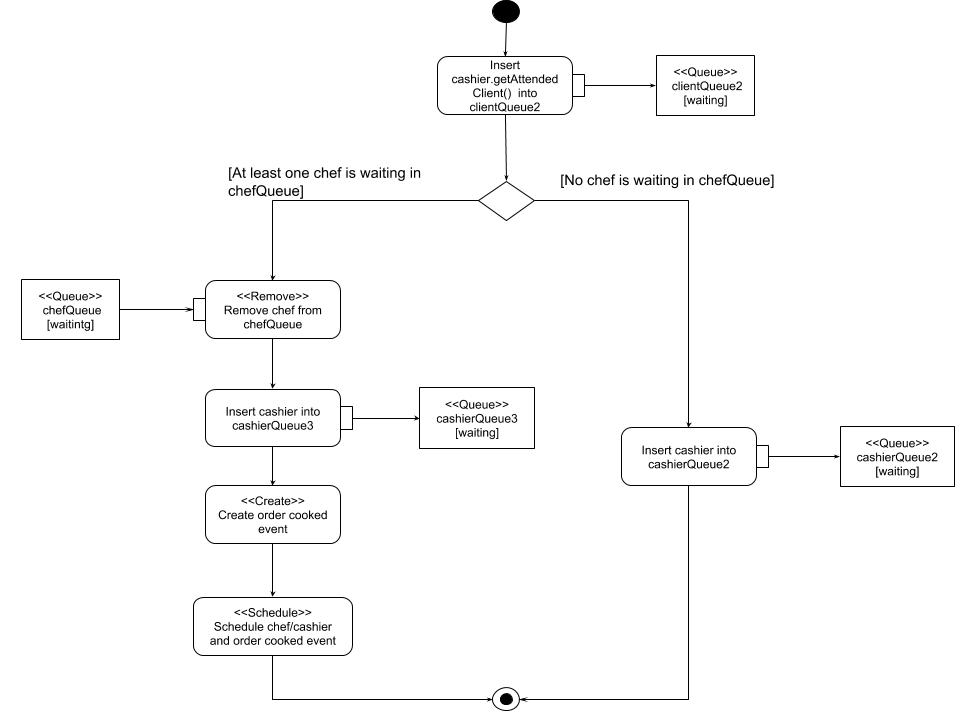 Insert
cashier.getAttended
Client()  into
clientQueue2
<<Queue>>
clientQueue2
[waiting]
[At least one chef is waiting in
chefQueue]
[No chef is waiting in chefQueue]
<<Queue>>
chefQueue
[waitintg]
<<Remove>>
Remove chef from
chefQueue
Insert cashier into
cashierQueue3
<<Queue>>
cashierQueue3
[waiting]
Insert cashier into
cashierQueue2
<<Queue>>
cashierQueue2
[waiting]
<<Create>>
Create order cooked
event
<<Schedule>>
Schedule chef/cashier
and order cooked event